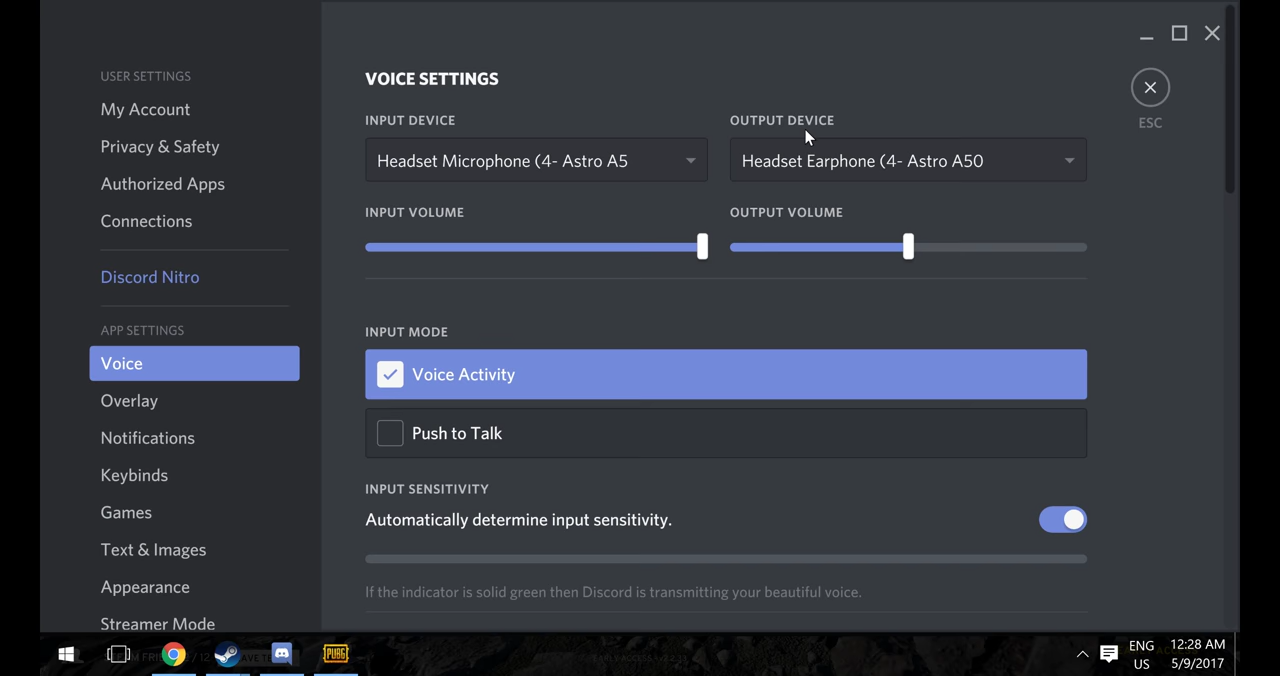 USER SETTINGS
My Account
Privacy & Safety
Authorized Apps
Connections
Discord Nitro
APP SETTINGS
Voice
Overlay
Notifications
Keybinds
Games
Text & Images
Appearance
Streamer Mode
VOICE SETTINGS
INPUT DEVICE
Headset Microphone (4- Astro A5
OUTPUT DEVICE
Headset Earphone (4- Astro A50
INPUT VOLUME
OUTPUT VOLUME
INPUT MODE
Voice Activity
Push to Talk
INPUT SENSITIVITY
Automatically determine input sensitivity.
If the indicator is solid green then Discord is transmitting your beautiful voice.
ESC
PUBG
ENG
US
12:28 AM
5/9/2017